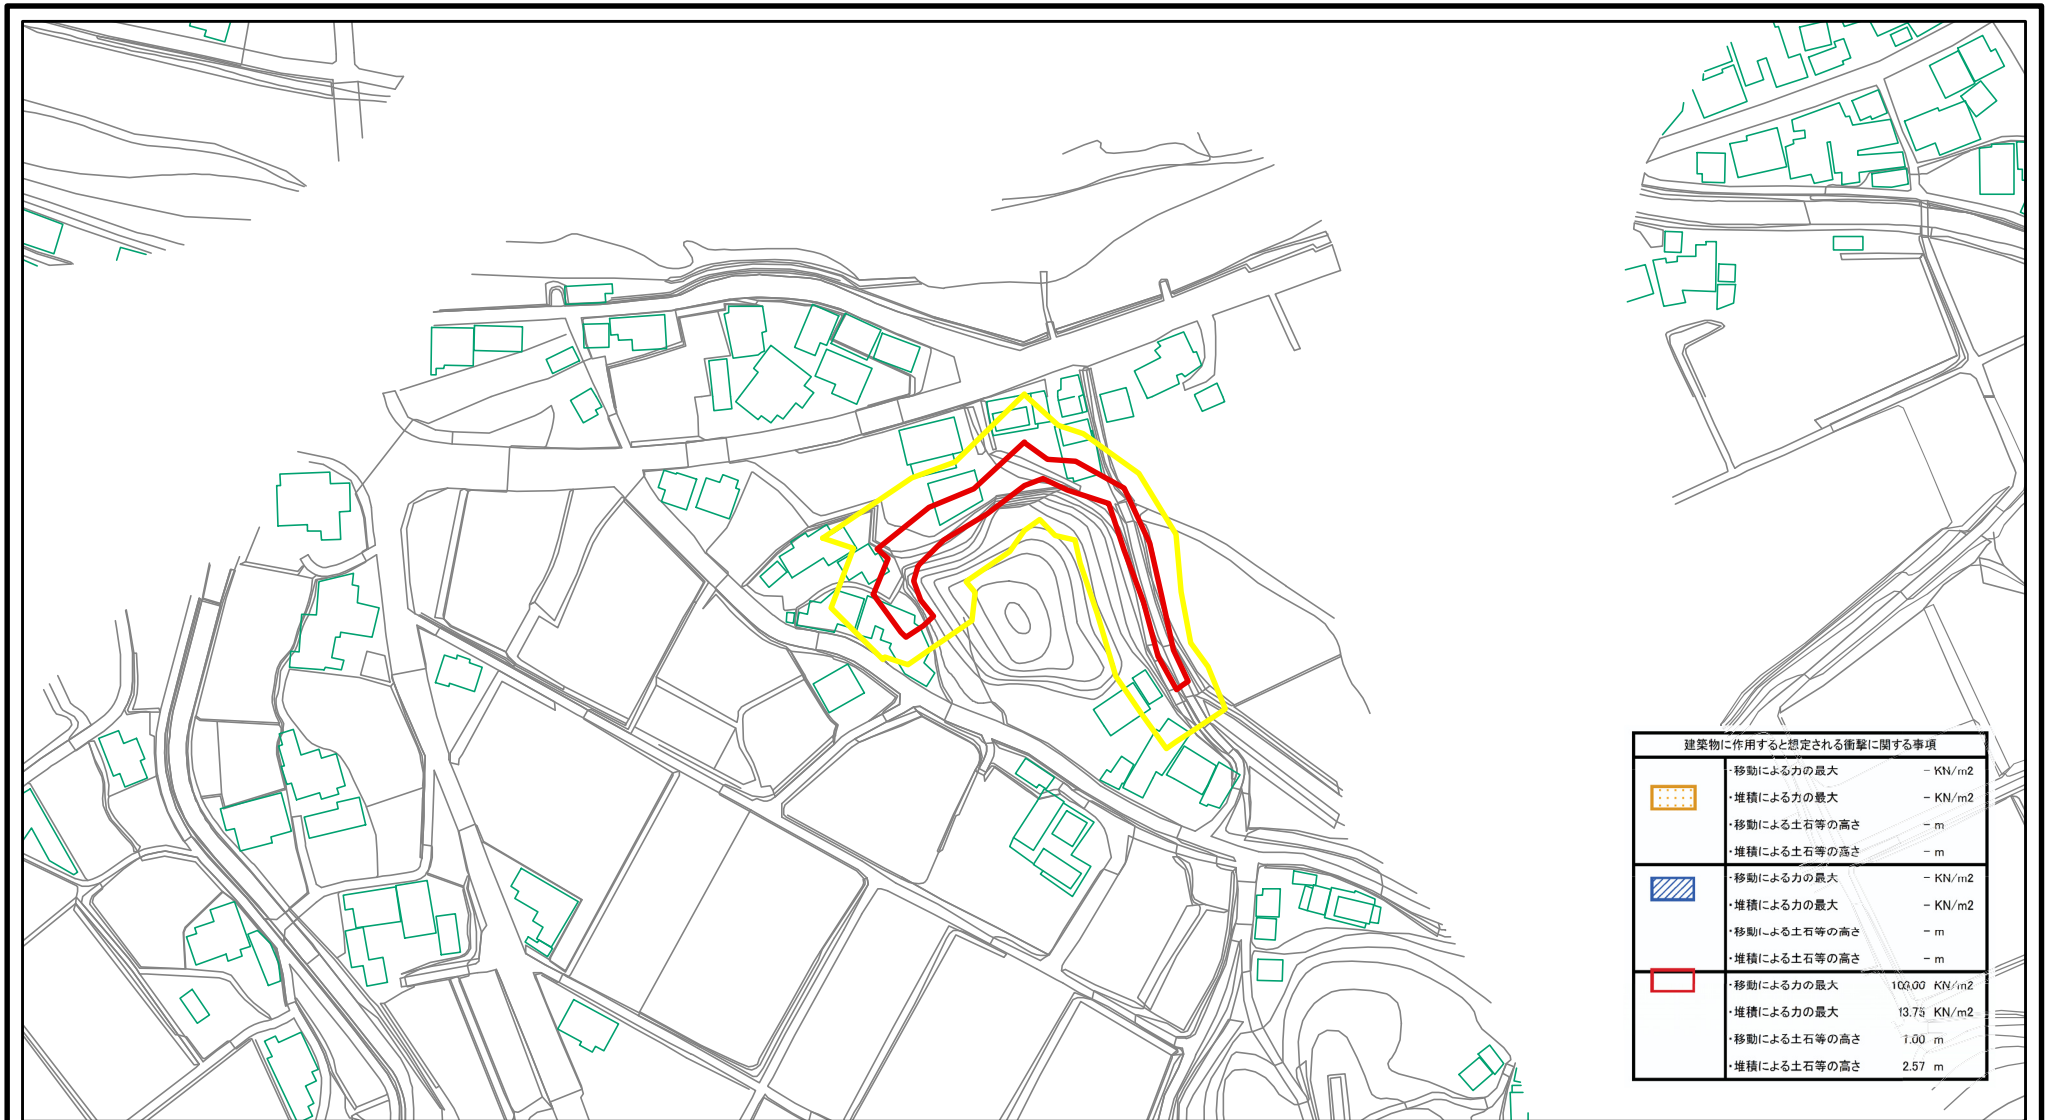 建築物に作用すると想定される衝撃に関する事項
・移動による力の最大 － KN/m2
・堆積による力の最大 － KN/m2
・移動による土石等の高さ － m
・堆積による土石等の高さ － m
・移動による力の最大 － KN/m2
・堆積による力の最大 － KN/m2
・移動による土石等の高さ － m
・堆積による土石等の高さ － m
・移動による力の最大 100.00 KN/m2
・堆積による力の最大 13.75 KN/m2
・移動による土石等の高さ 1.00 m
・堆積による土石等の高さ 2.57 m